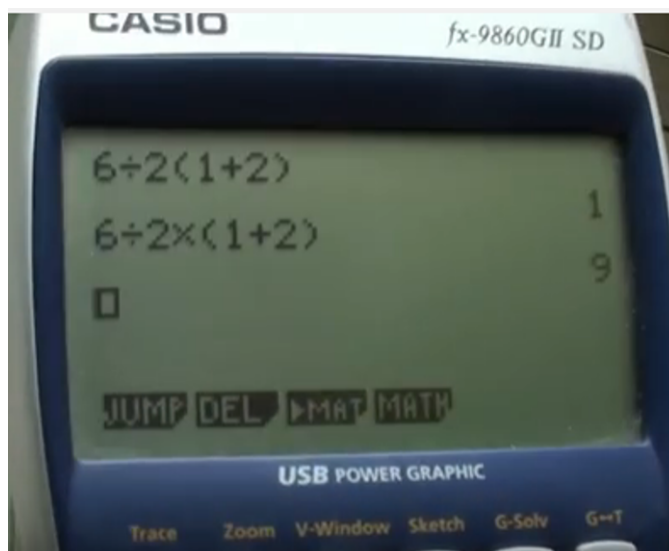 CASIO fx-9860GII SD
6÷2(1+2)
1
6÷2×(1+2)
9
JUMP DEL ▶MAT MATH
USB POWER GRAPHIC
Trace Zoom V-Window Sketch G-Solv G↔T